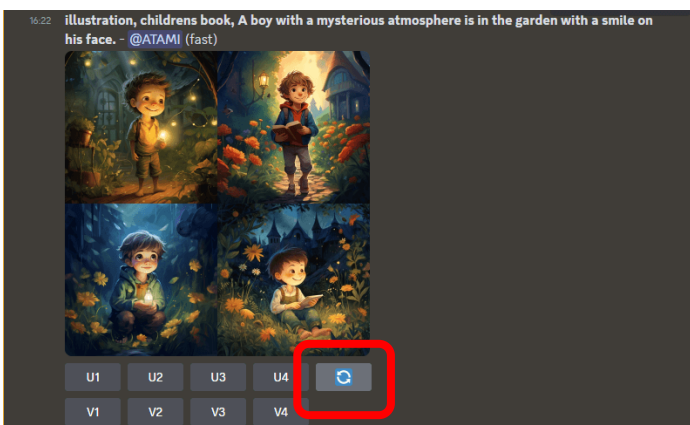 16:22 illustration, childrens book, A boy with a mysterious atmosphere is in the garden with a smile on
his face. - @ATAMI (fast)
U1 U2 U3 U4
V1 V2 V3 V4